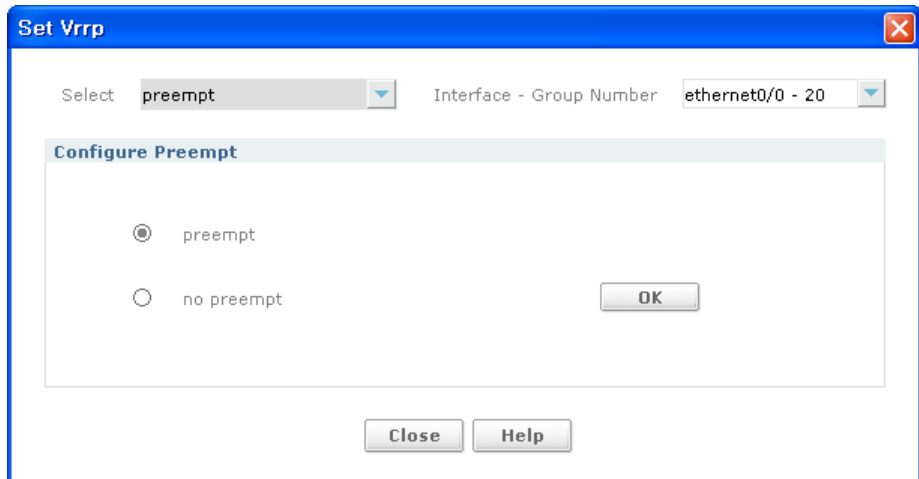 Set Vrrp
Select preempt Interface - Group Number ethernet0/0 - 20
Configure Preempt
preempt
no preempt OK
Close Help